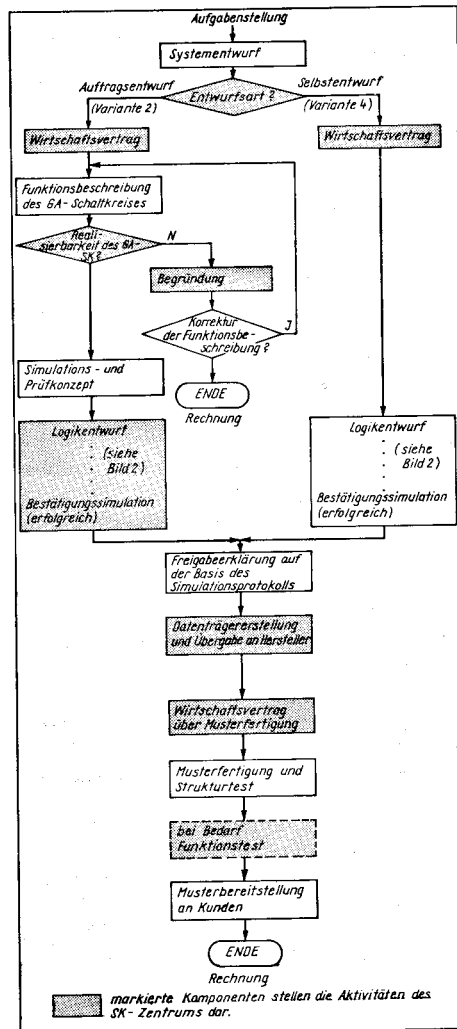 Aufgabenstellung
Systementwurf
Auftragsentwurf
(Variante 2)
Entwurfsart ?
Selbstentwurf
(Variante 4)
Wirtschaftsvertrag
Wirtschaftsvertrag
Funktionsbeschreibung
des GA-Schaltkreises
Reali-
sierbarkeit des GA-
SK?
N
Begründung
Korrektur
der Funktionsbe-
schreibung ?
J
ENDE
Rechnung
Simulations- und
Prüfkonzept
Logikentwurf
(siehe
Bild 2)
Bestätigungssimulation
(erfolgreich)
Logikentwurf
(siehe
Bild 2)
Bestätigungssimulation
(erfolgreich)
Freigabeerklärung auf
der Basis des
Simulationsprotokolls
Datenträgererstellung
und Übergabe an Hersteller
Wirtschaftsvertrag
über Musterfertigung
Musterfertigung und
Strukturtest
bei Bedarf
Funktionstest
Musterbereitstellung
an Kunden
ENDE
Rechnung
markierte Komponenten stellen die Aktivitäten des
SK-Zentrums dar.